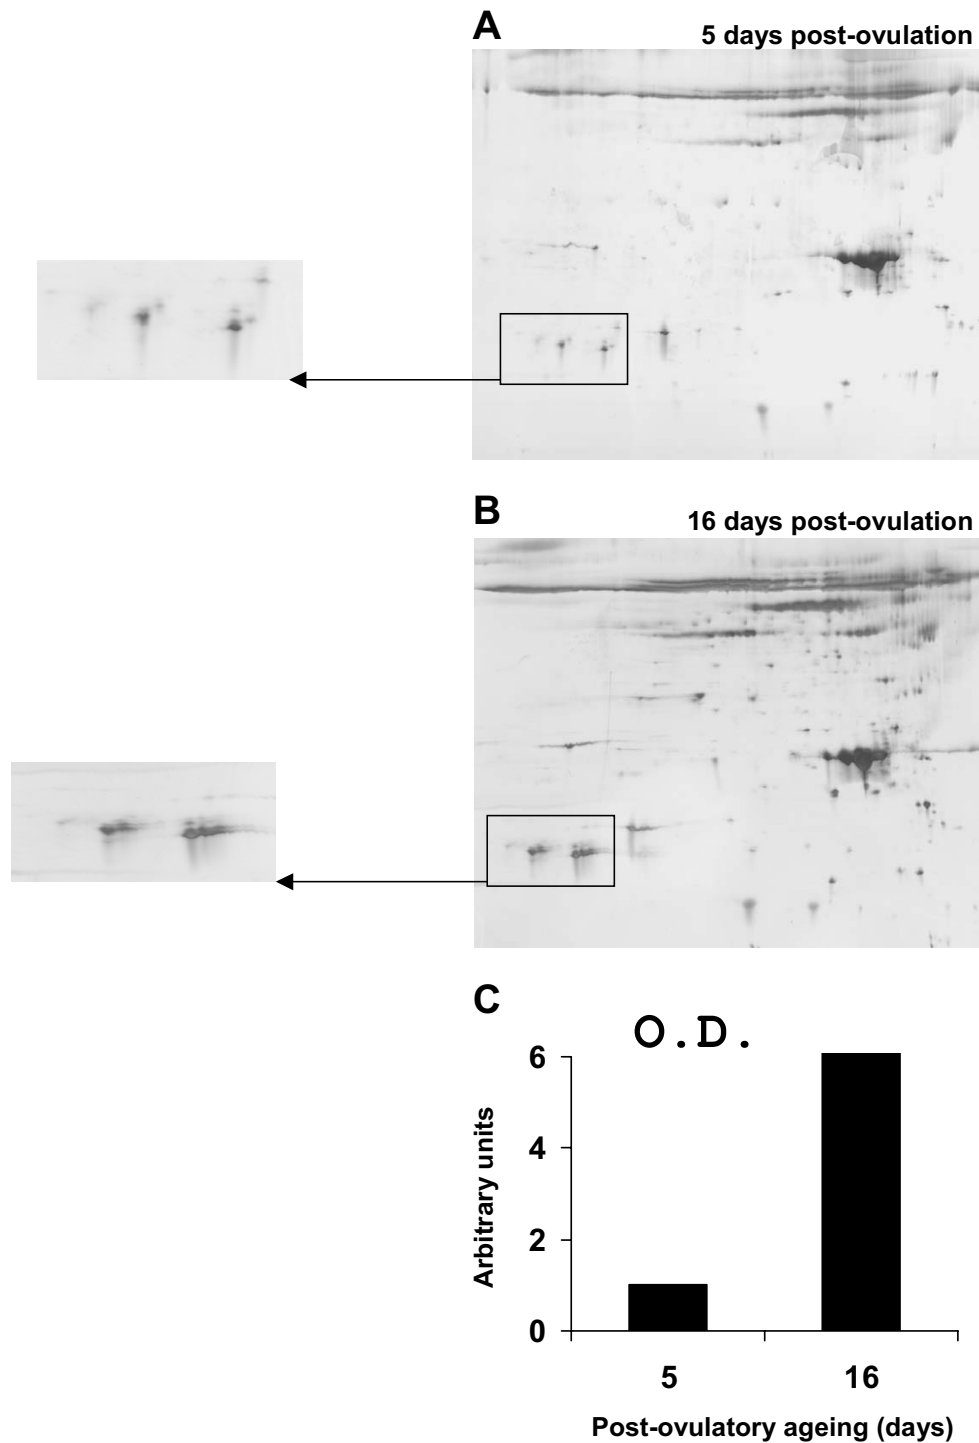 A
5 days post-ovulation
B
16 days post-ovulation
C
O.D.
6
4
2
0
Arbitrary units
5 16
Post-ovulatory ageing (days)